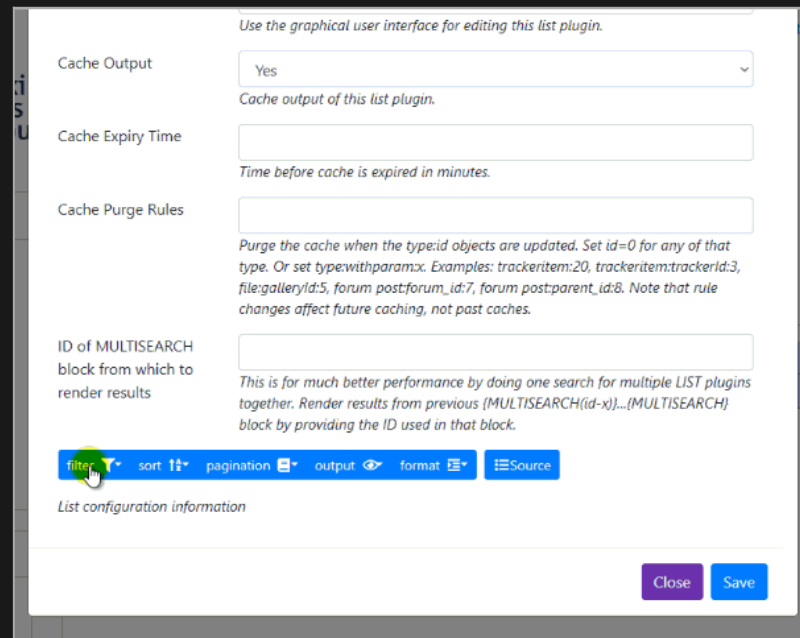 Use the graphical user interface for editing this list plugin.
Cache Output
Yes
Cache output of this list plugin.
Cache Expiry Time
Time before cache is expired in minutes.
Cache Purge Rules
Purge the cache when the type:id objects are updated. Set id=0 for any of that
type. Or set type:withparam:x. Examples: trackeritem:20, trackeritem:trackerId:3,
file:galleryId:5, forum post:forum_id:7, forum post:parent_id:8. Note that rule
changes affect future caching, not past caches.
ID of MULTISEARCH
block from which to
render results
This is for much better performance by doing one search for multiple LIST plugins
together. Render results from previous {MULTISEARCH(id-x)}...{MULTISEARCH}
block by providing the ID used in that block.
filter sort pagination output format Source
List configuration information
Close Save